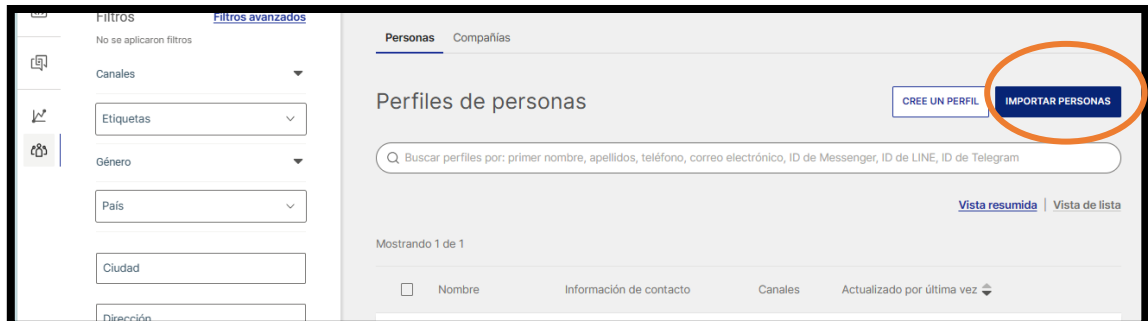 Filtros Filtros avanzados
No se aplicaron filtros
Canales
Etiquetas
Género
País
Ciudad
Dirección
Personas Compañías
Perfiles de personas
CREE UN PERFIL IMPORTAR PERSONAS
Buscar perfiles por: primer nombre, apellidos, teléfono, correo electrónico, ID de Messenger, ID de LINE, ID de Telegram
Vista resumida | Vista de lista
Mostrando 1 de 1
Nombre Información de contacto Canales Actualizado por última vez